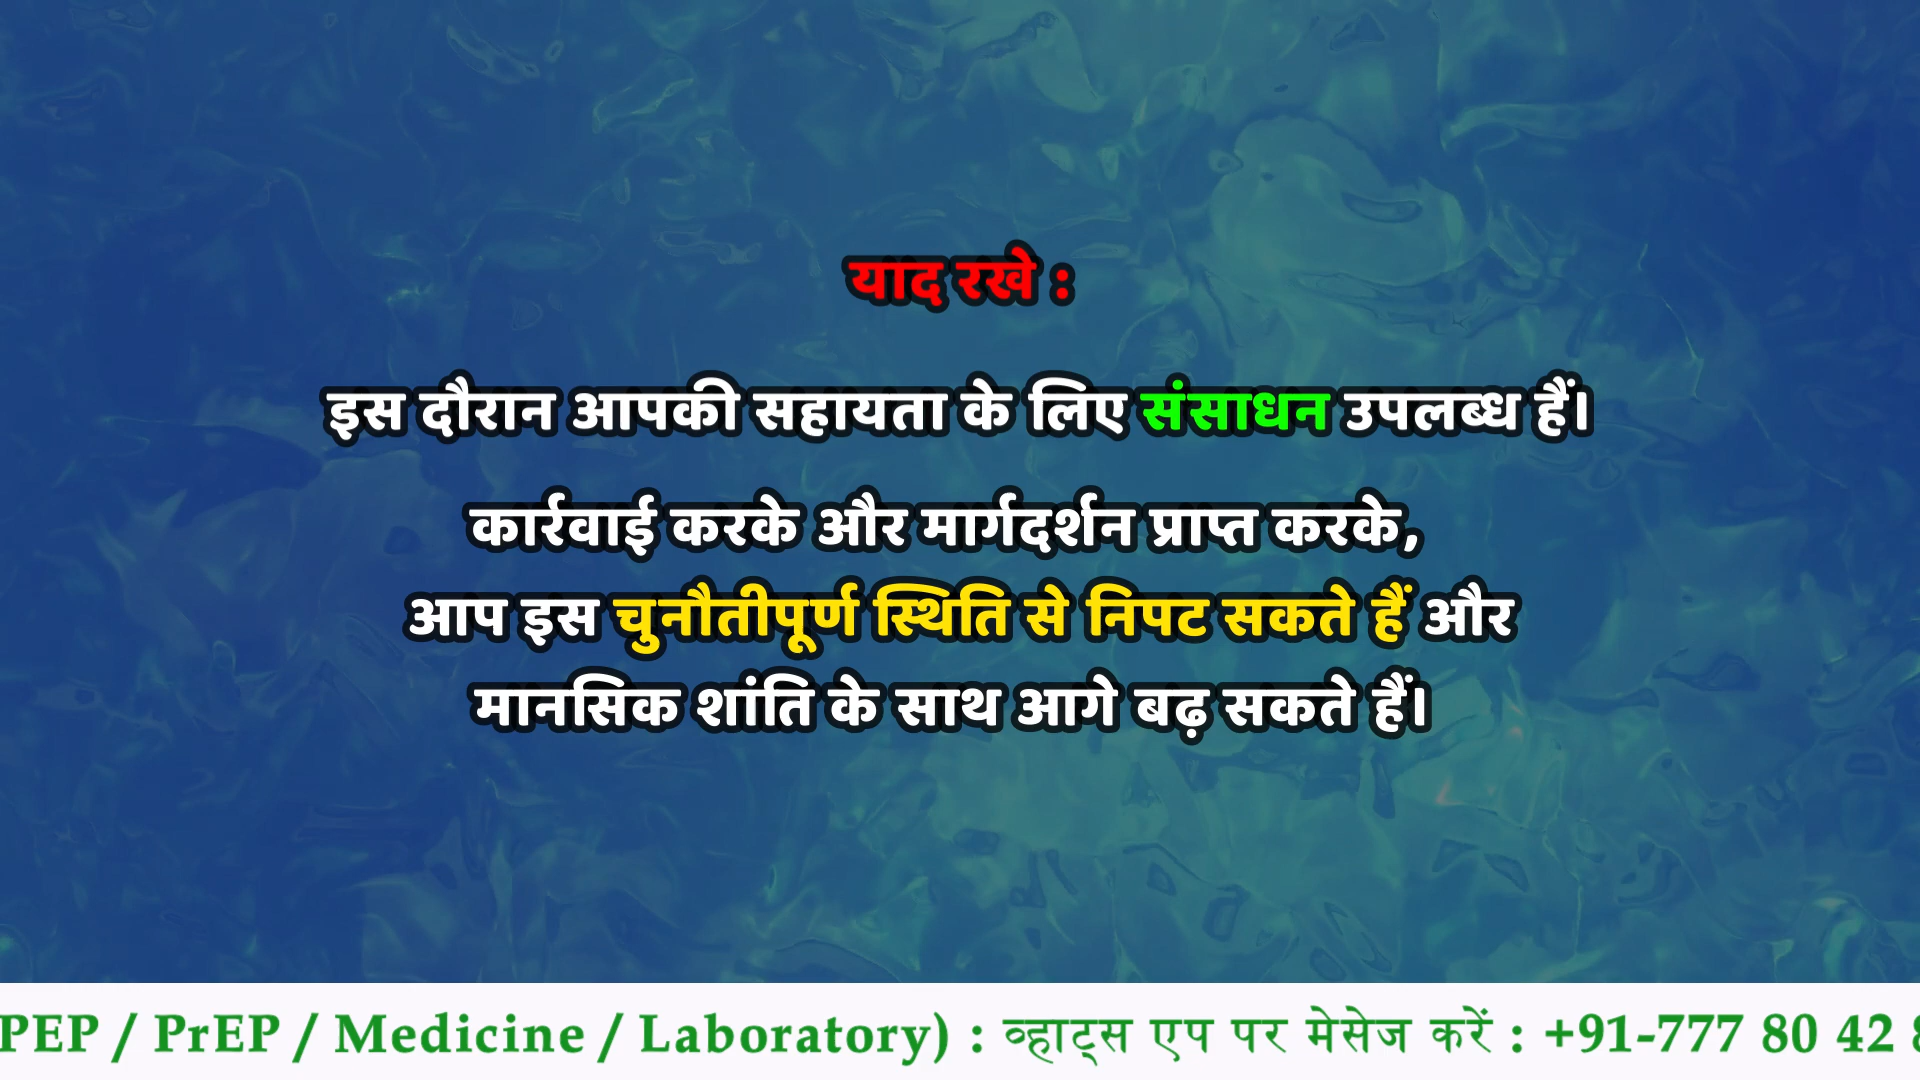 याद रखे :
इस दौरान आपकी सहायता के लिए संसाधन उपलब्ध हैं।
कार्रवाई करके और मार्गदर्शन प्राप्त करके,
आप इस चुनौतीपूर्ण स्थिति से निपट सकते हैं और
मानसिक शांति के साथ आगे बढ़ सकते हैं।
PEP / PrEP / Medicine / Laboratory) : व्हाट्स एप पर मेसेज करें : +91-777 80 42